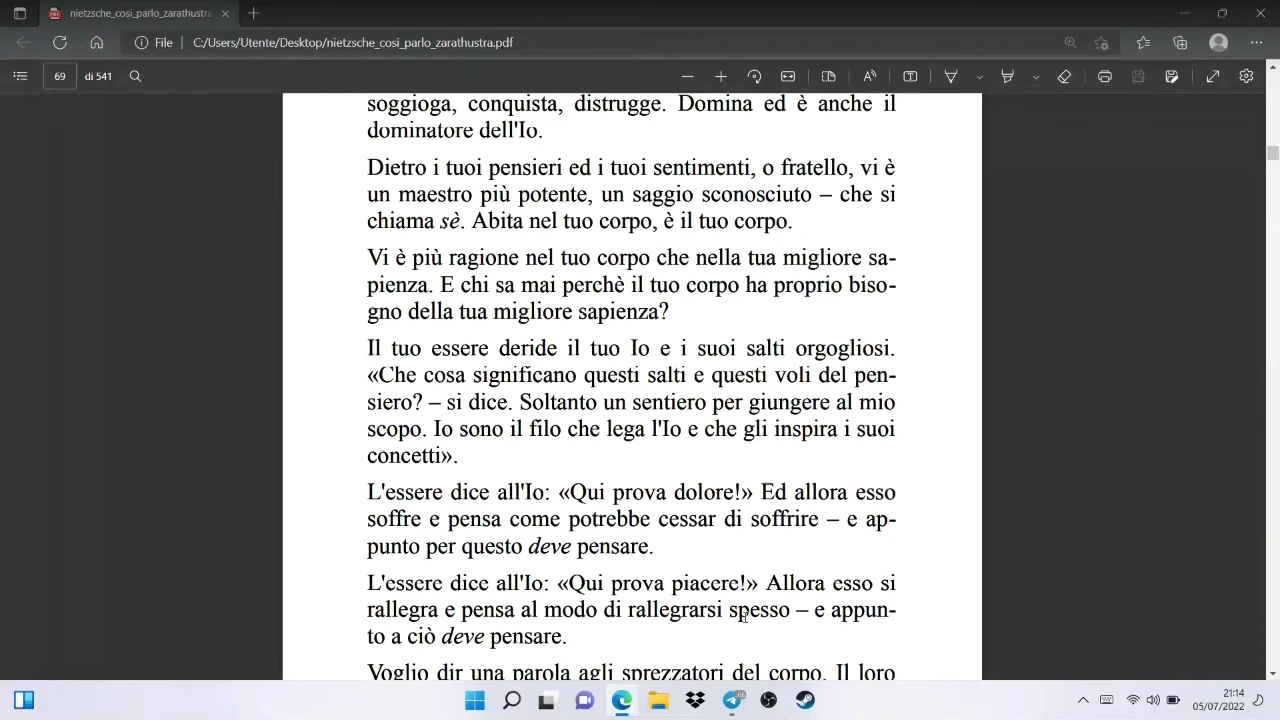 nietzsche_cosi_parlo_zarathustra
File
C:/Users/Utente/Desktop/nietzsche_cosi_parlo_zarathustra.pdf
69
di 541
soggioga, conquista, distrugge. Domina ed è anche il
dominatore dell'Io.
Dietro i tuoi pensieri ed i tuoi sentimenti, o fratello, vi è
un maestro più potente, un saggio sconosciuto – che si
chiama sè. Abita nel tuo corpo, è il tuo corpo.
Vi è più ragione nel tuo corpo che nella tua migliore sa-
pienza. E chi sa mai perchè il tuo corpo ha proprio biso-
gno della tua migliore sapienza?
Il tuo essere deride il tuo Io e i suoi salti orgogliosi.
«Che cosa significano questi salti e questi voli del pen-
siero? – si dice. Soltanto un sentiero per giungere al mio
scopo. Io sono il filo che lega l'Io e che gli inspira i suoi
concetti».
L'essere dice all'Io: «Qui prova dolore!» Ed allora esso
soffre e pensa come potrebbe cessar di soffrire – e ap-
punto per questo deve pensare.
L'essere dice all'Io: «Qui prova piacere!» Allora esso si
rallegra e pensa al modo di rallegrarsi spesso – e appun-
to a ciò deve pensare.
Voglio dir una parola agli sprezzatori del corpo. Il loro
21:14
05/07/2022